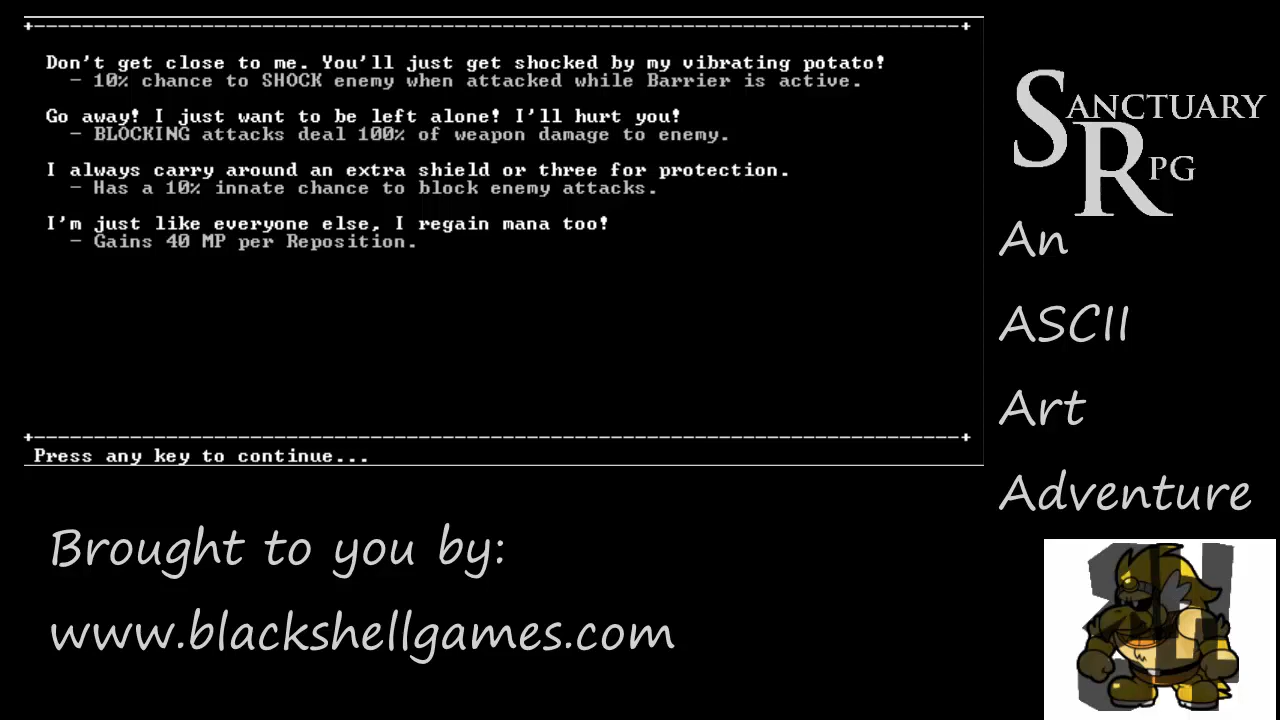 Don't get close to me. You'll just get shocked by my vibrating potato!
- 10% chance to SHOCK enemy when attacked while Barrier is active.
Go away! I just want to be left alone! I'll hurt you!
- BLOCKING attacks deal 100% of weapon damage to enemy.
I always carry around an extra shield or three for protection.
- Has a 10% innate chance to block enemy attacks.
I'm just like everyone else, I regain mana too!
- Gains 40 MP per Reposition.
Press any key to continue...
SANCTUARY
RPG
An
ASCII
Art
Adventure
Brought to you by:
www.blackshellgames.com